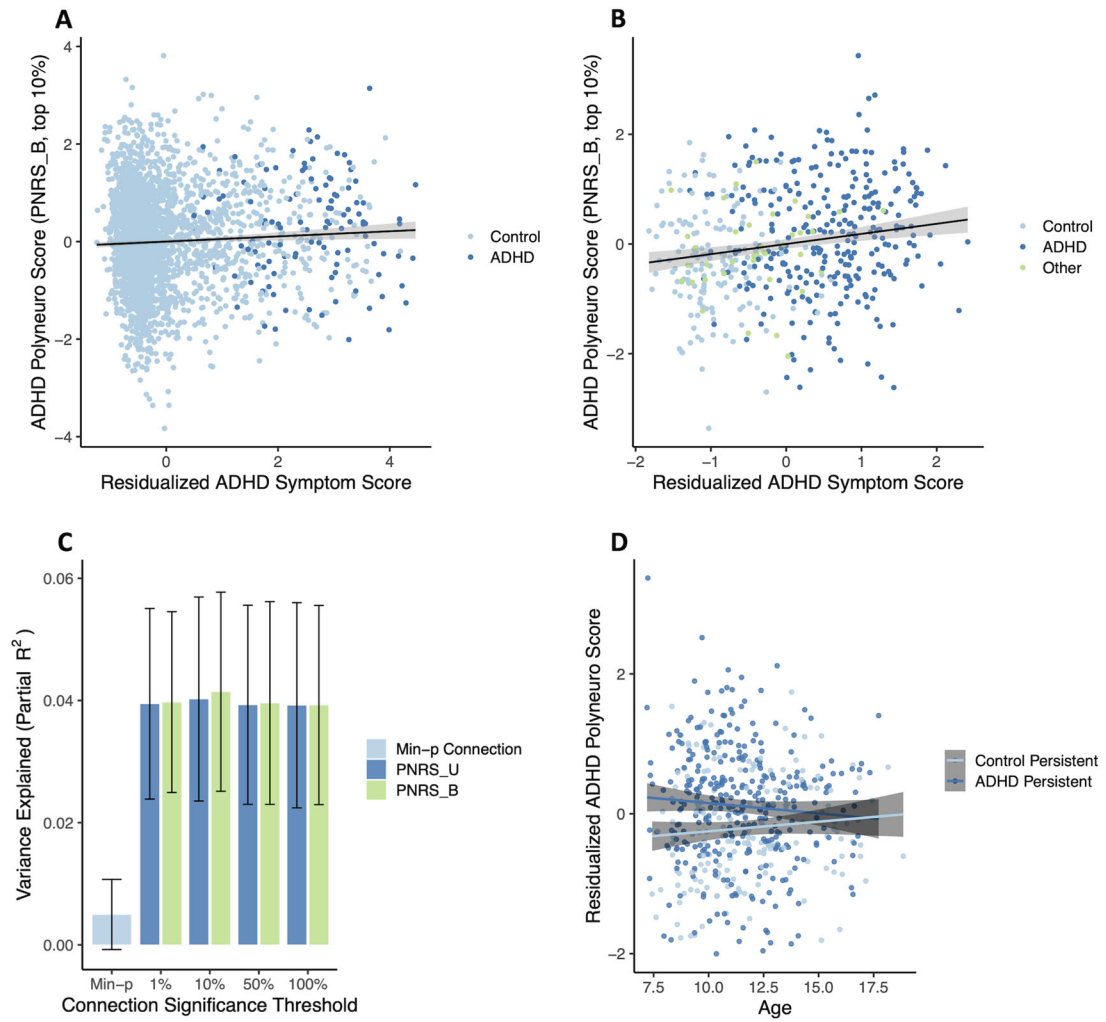 A
ADHD Polyneuro Score (PNRS_B, top 10%)
4
2
0
−2
−4
0
2
4
Residualized ADHD Symptom Score
Control
ADHD
B
ADHD Polyneuro Score (PNRS_B, top 10%)
2
0
−2
−2
−1
0
1
2
Residualized ADHD Symptom Score
Control
ADHD
Other
C
Variance Explained (Partial R²)
0.06
0.04
0.02
0.00
Min−p
1%
10%
50%
100%
Connection Significance Threshold
Min−p Connection
PNRS_U
PNRS_B
D
Residualized ADHD Polyneuro Score
2
0
−2
7.5
10.0
12.5
15.0
17.5
Age
Control Persistent
ADHD Persistent